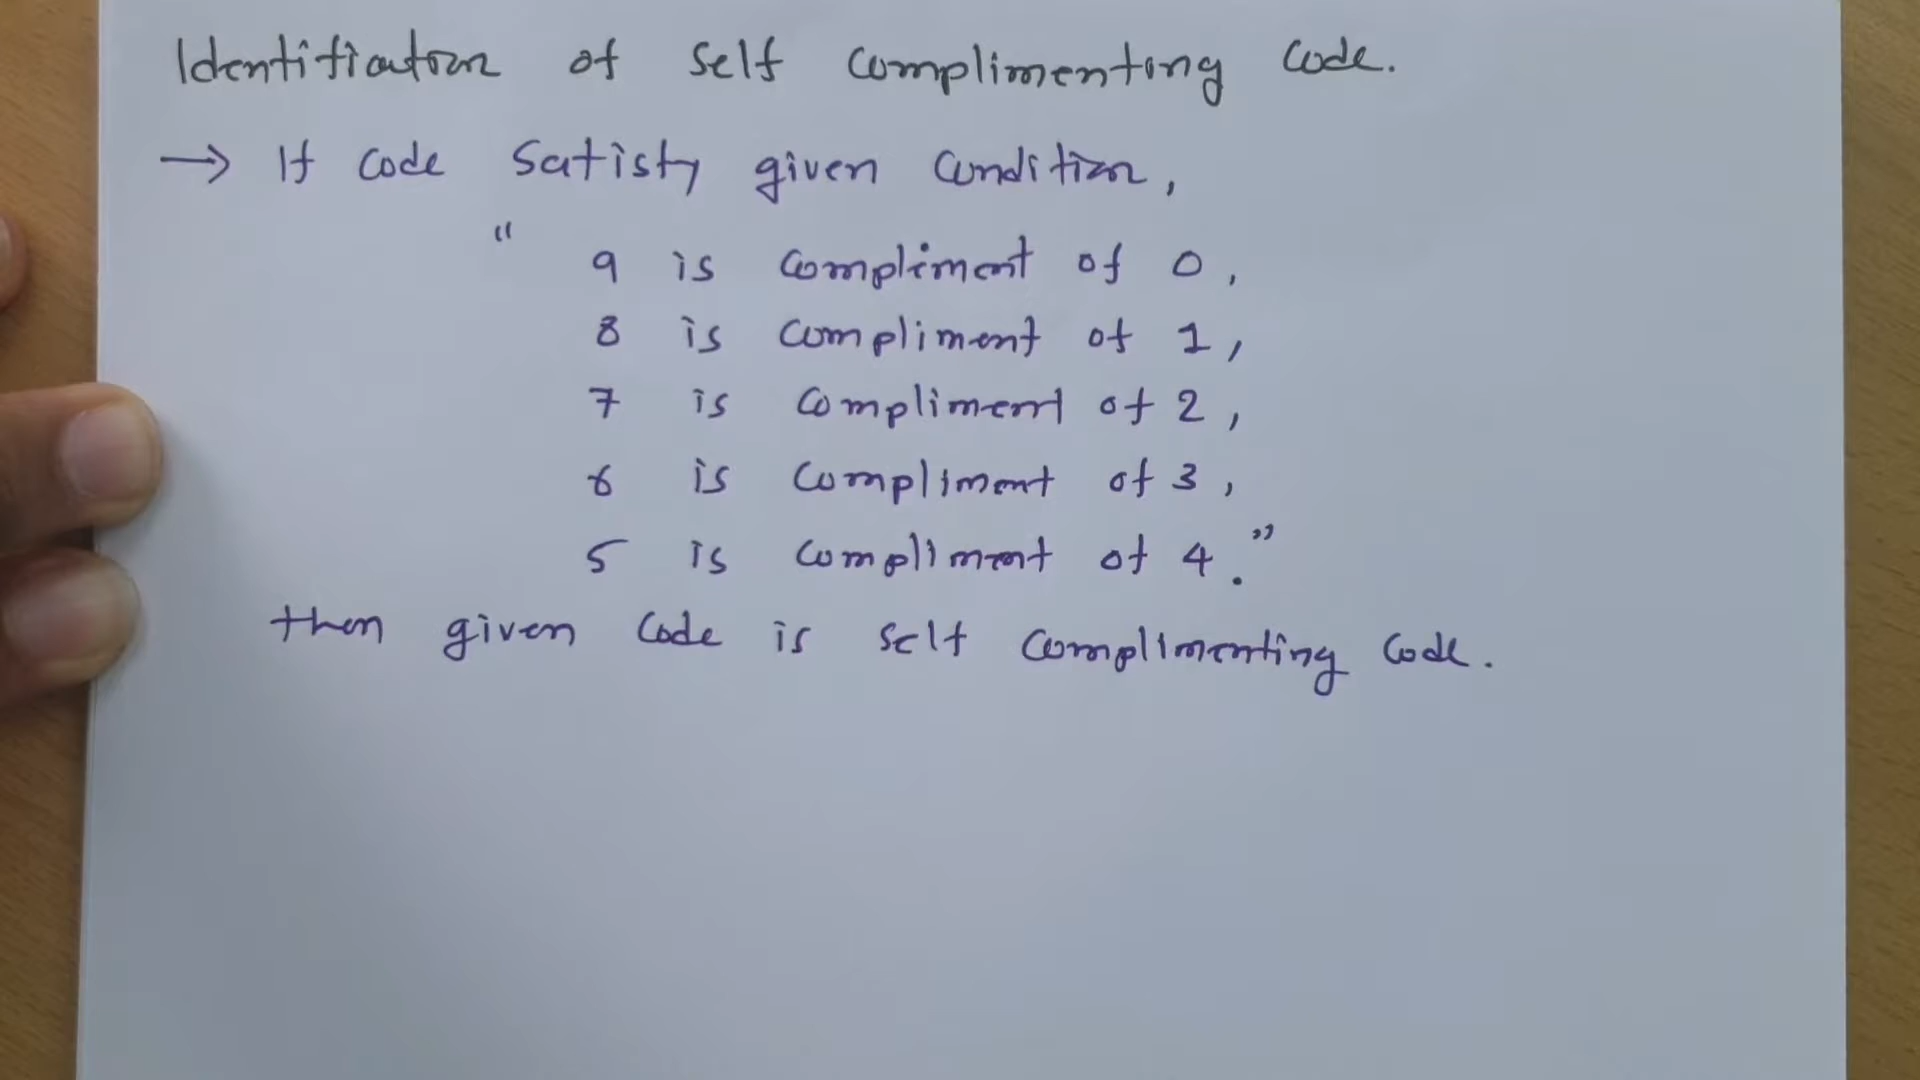 Identification of Self Complimenting Code.
→ If Code Satisfy given Condition,
" 9 is Compliment of 0,
8 is Compliment of 1,
7 is Compliment of 2,
6 is Compliment of 3,
5 is Compliment of 4."
then given Code is Self Complimenting Code.